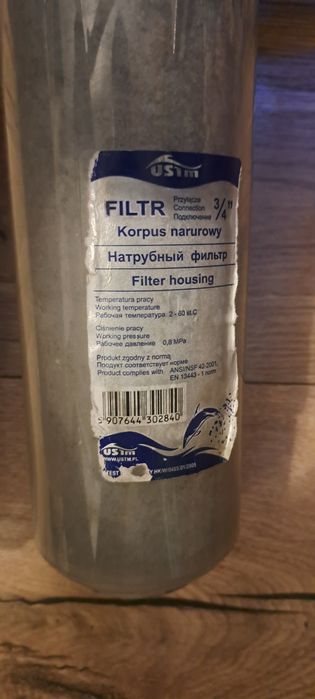 USTM
FILTR
Przyłącze
Connection
Подключение
3/4"
Korpus narurowy
Натрубный фильтр
Filter housing
Temperatura pracy
Working temperature
Рабочая температура 2 - 60 st.C
Ciśnienie pracy
Working pressure
Рабочее давление 0,8 MPa
Produkt zgodny z normą
Продукт соответствует норме
Product complies with ANSI/NSF 42-2001,
EN 13443 - 1 norm
5 907644 302840
USTM
WWW.USTM.PL